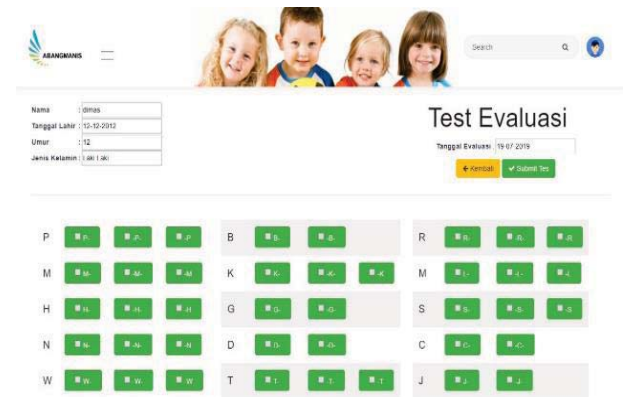 ABANGMANIS
Search
Nama : dimas
Tanggal Lahir : 12-12-2012
Umur : 12
Jenis Kelamin : Laki Laki
Test Evaluasi
Tanggal Evaluasi 19-07-2019
Kembali Submit Tes
P P- -P- -P B B- -B- R R- -R- -R
M M- -M- -M K K- -K- -K M L- -L- -L
H H- -H- -H G G- -G- S S- -S- -S
N N- -N- -N D D- -D- C C- -C-
W W- W- W T T- T- T J J- J-